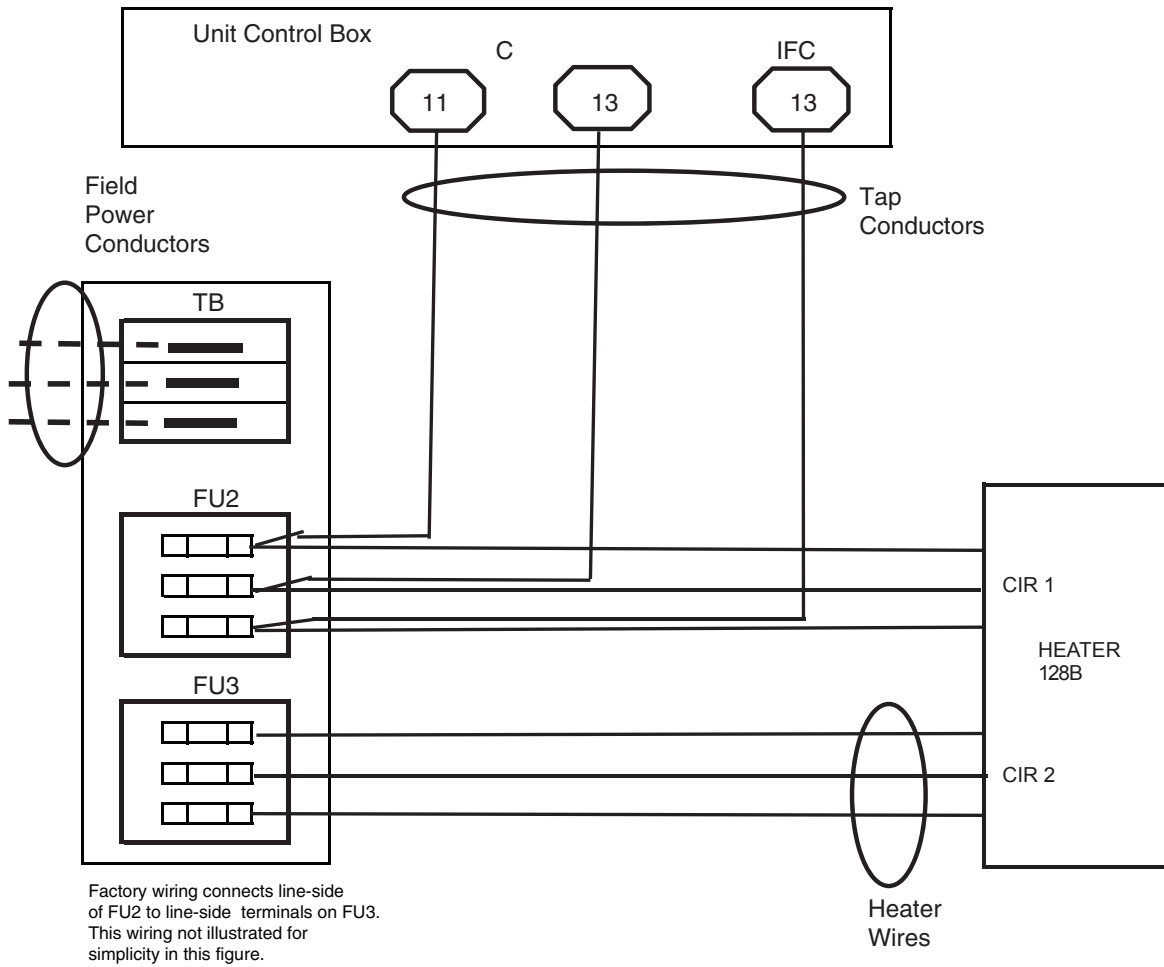 Unit Control Box
C
IFC
11
13
13
Field
Power
Conductors
Tap
Conductors
TB
FU2
CIR 1
HEATER
128B
FU3
CIR 2
Heater
Wires
Factory wiring connects line-side
of FU2 to line-side terminals on FU3.
This wiring not illustrated for
simplicity in this figure.